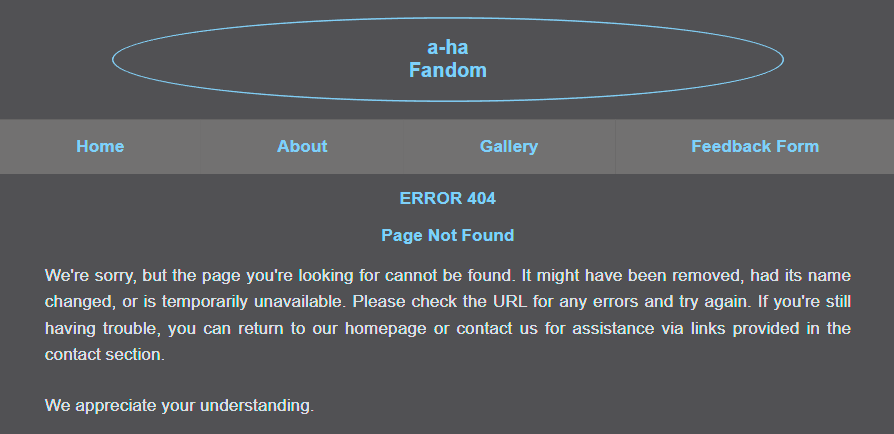 a-ha
Fandom
Home About Gallery Feedback Form
ERROR 404
Page Not Found
We're sorry, but the page you're looking for cannot be found. It might have been removed, had its name
changed, or is temporarily unavailable. Please check the URL for any errors and try again. If you're still
having trouble, you can return to our homepage or contact us for assistance via links provided in the
contact section.
We appreciate your understanding.